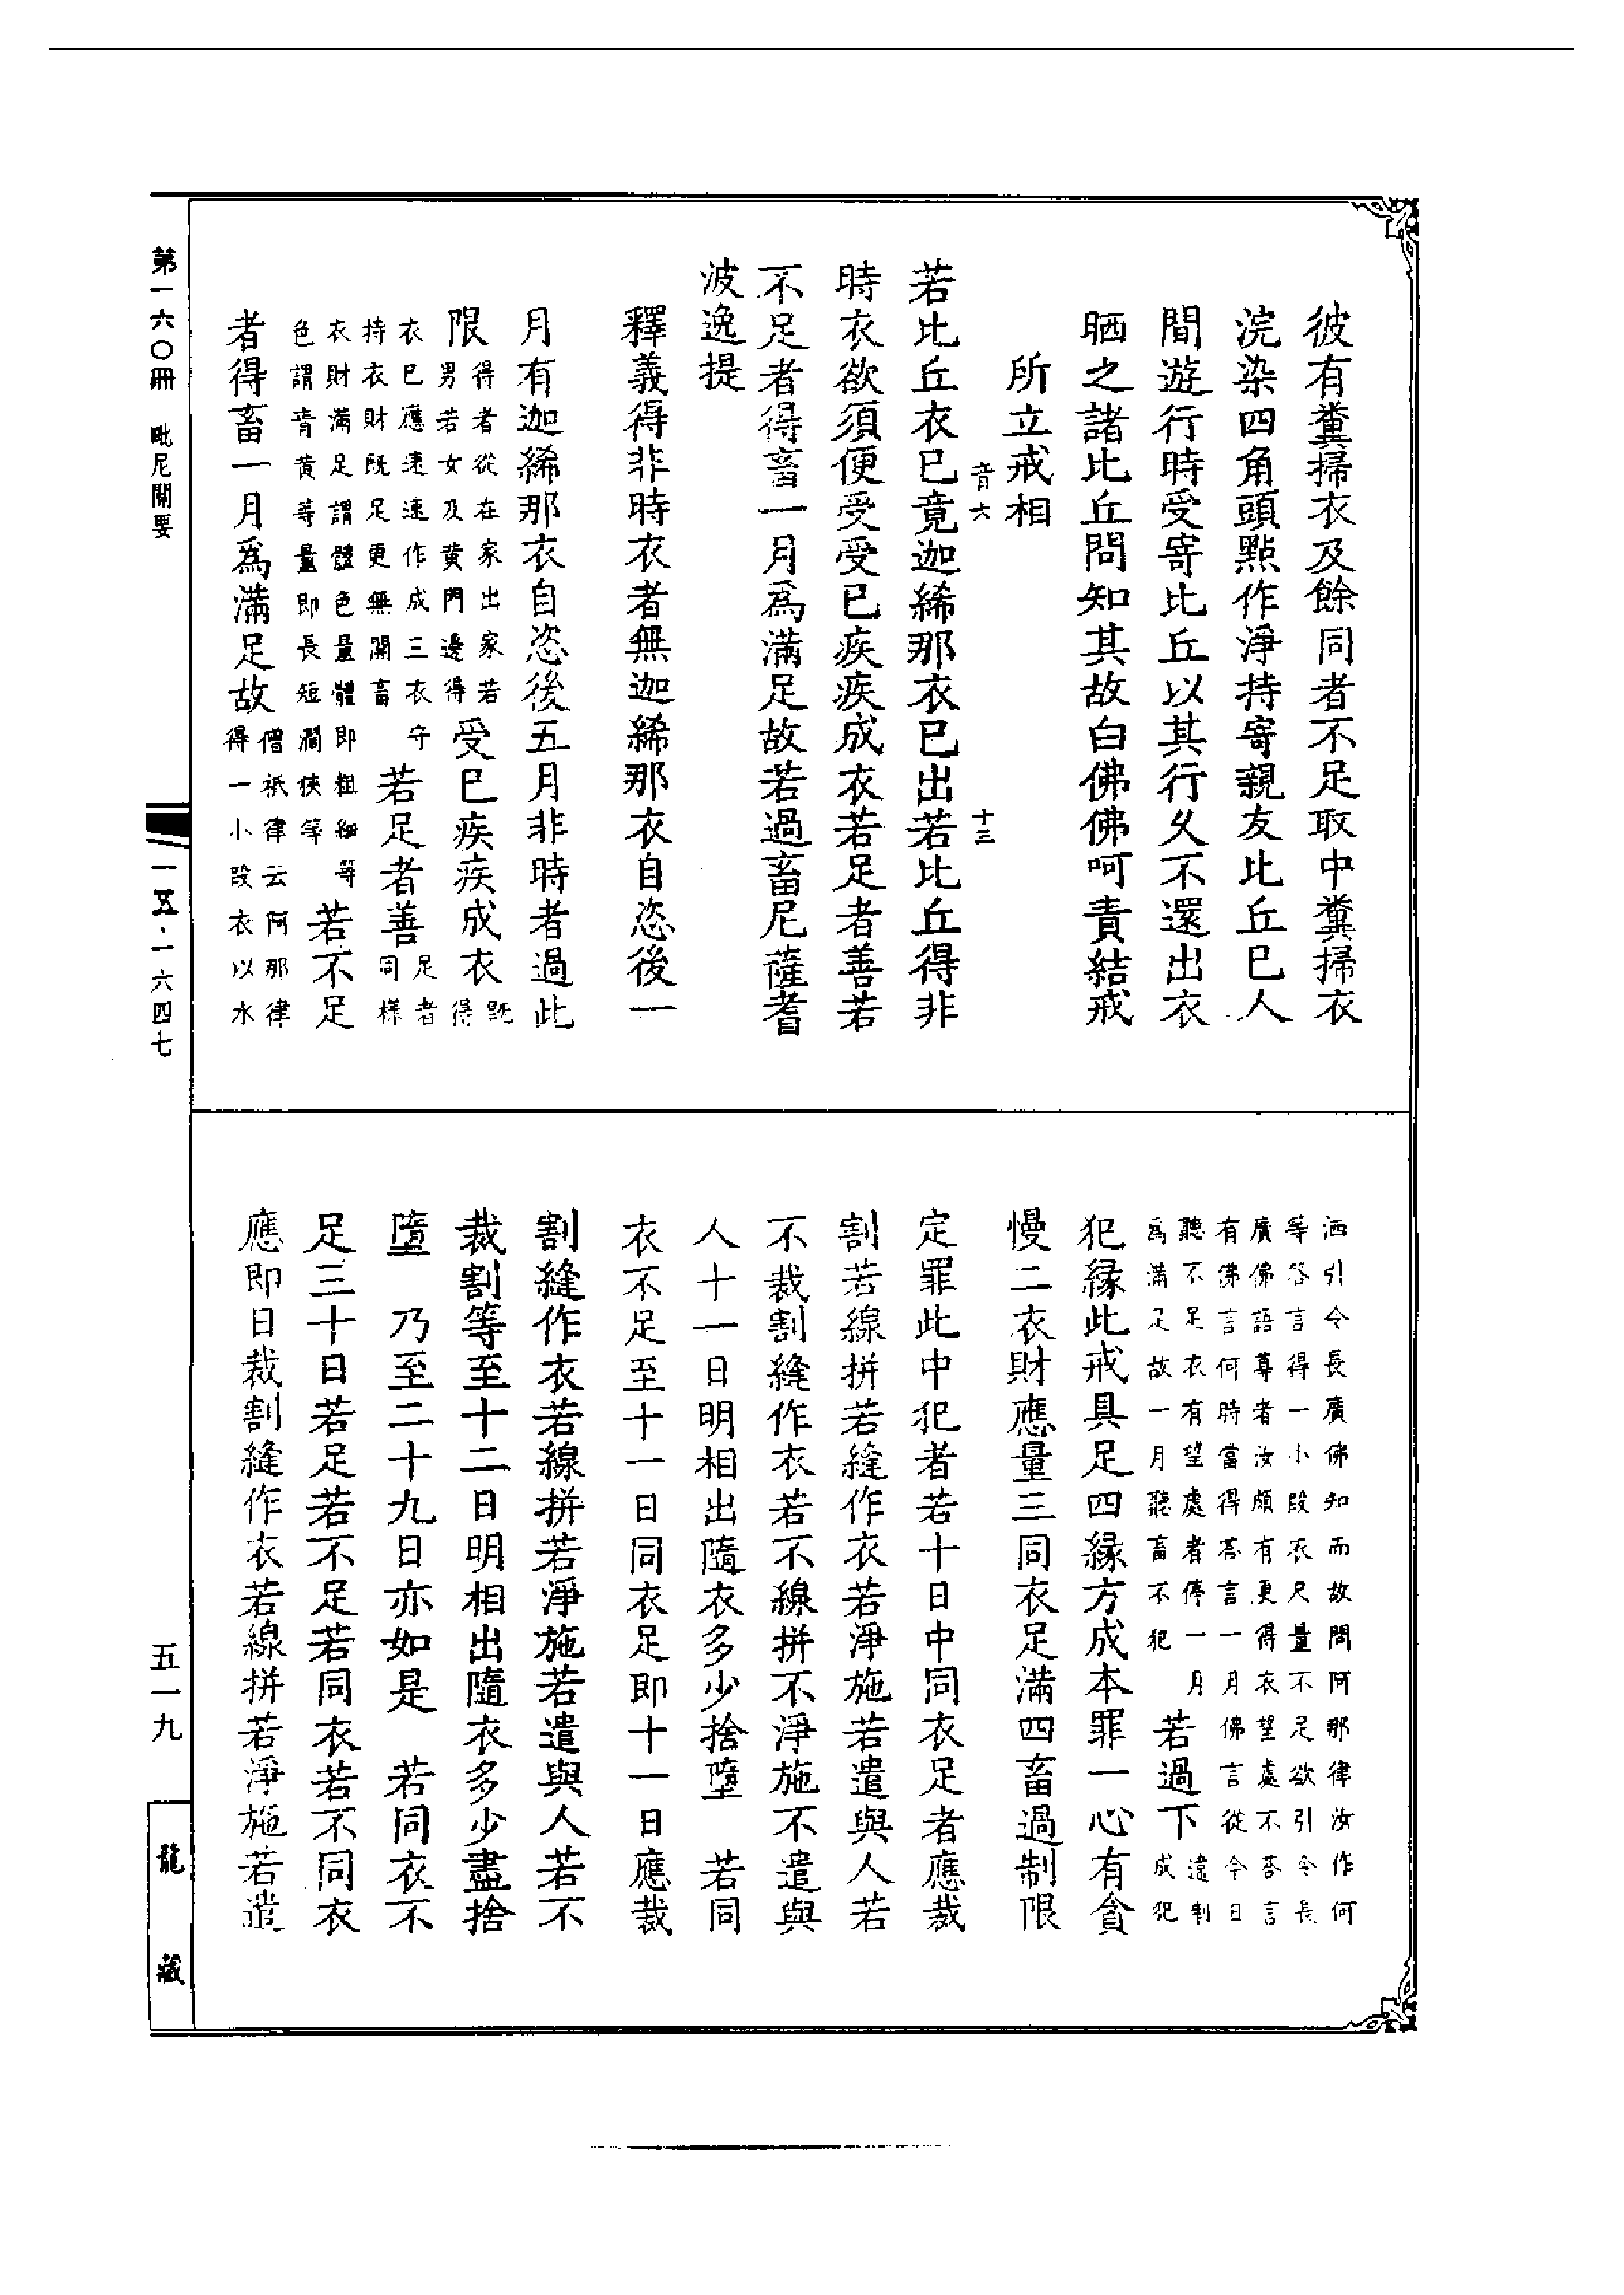 彼有糞掃衣及餘同者不足取中糞掃衣
浣染四角頭點作淨持寄親友比丘已人
間遊行時受寄比丘以其行久不還出衣
晒之諸比丘問知其故白佛佛呵責結戒
所立戒相
音六 十三
若比丘衣已竟迦絺那衣已出若比丘得非
時衣欲須便受受已疾疾成衣若足者善若
不足者得畜一月爲滿足故若過畜尼薩耆
波逸提
釋義得非時衣者無迦絺那衣自恣後一
月有迦絺那衣自恣後五月非時者過此
限得者從在家出家若男若女及黄門邊得受已疾疾成衣既得
衣已應速速作成三衣守持衣財既足更無開畜若足者善足者同樣
衣財滿足謂體色量體即粗細等色謂青黄等量即長短濶俠等若不足
者得畜一月爲滿足故僧祇律云阿那律得一小段衣以水
洒引令長廣佛知而故問阿那律汝作何
等答言得一小段衣尺量不足欲引令長
廣佛語尊者汝頗有更得衣望處不答言
有佛言何時當得答言一月佛言從今日
聽不足衣有望處者停一月爲滿足故一月聽畜不犯若過下違制成犯
犯緣此戒具足四緣方成本罪一心有貪
慢二衣財應量三同衣足滿四畜過制限
定罪此中犯者若十日中同衣足者應裁
割若線拼若縫作衣若淨施若遣與人若
不裁割縫作衣若不線拼不淨施不遣與
人十一日明相出隨衣多少捨墮　若同
衣不足至十一日同衣足即十一日應裁
割縫作衣若線拼若淨施若遣與人若不
裁割等至十二日明相出隨衣多少盡捨
墮　乃至二十九日亦如是　若同衣不
足三十日若足若不足若同衣若不同衣
應即日裁割縫作衣若線拼若淨施若遣
第一六〇冊　毗尼關要
一五·一六四七
五一九
龍藏